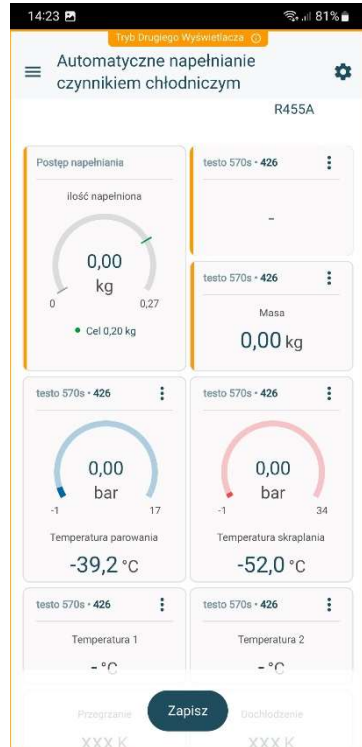 14:23
81%
Tryb Drugiego Wyświetlacza
Automatyczne napełnianie
czynnikiem chłodniczym
R455A
Postęp napełniania
ilość napełniona
0,00
kg
0
0,27
Cel 0,20 kg
testo 570s • 426
-
testo 570s • 426
Masa
0,00 kg
testo 570s • 426
0,00
bar
-1
17
Temperatura parowania
-39,2 °C
testo 570s • 426
0,00
bar
-1
34
Temperatura skraplania
-52,0 °C
testo 570s • 426
Temperatura 1
- °C
testo 570s • 426
Temperatura 2
- °C
Przegrzanie
XXX K
Zapisz
Dochłodzenie
XXX K